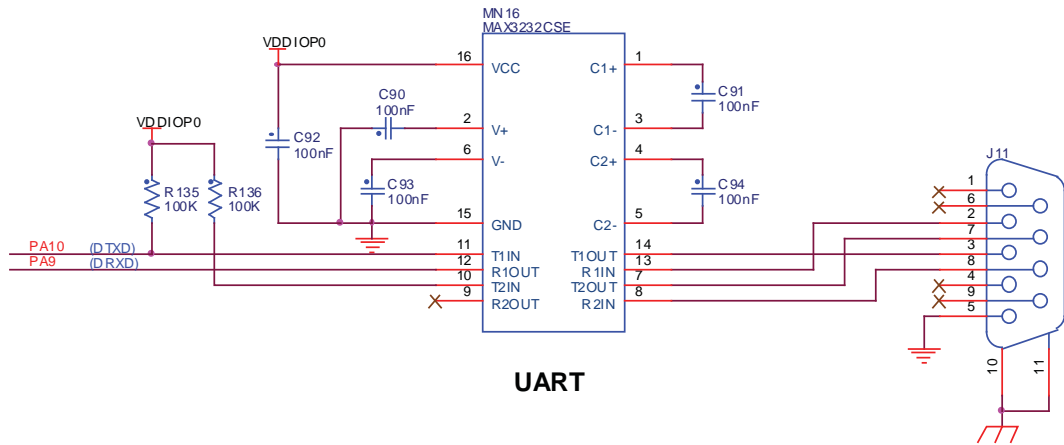 MN16
MAX3232CSE
VDDIOP0
16 VCC C1+ 1
C90
100nF
C91
100nF
VDDIOP0
C92
100nF
2 V+ C1- 3
6 V- C2+ 4
J11
R135
100K
R136
100K
C93
100nF
C94
100nF
15 GND C2- 5
PA10 (DTXD) 11 T1IN T1OUT 14
PA9 (DRXD) 12 R1OUT R1IN 13
10 T2IN T2OUT 7
9 R2OUT R2IN 8
1
6
2
7
3
8
4
9
5
10
11
UART